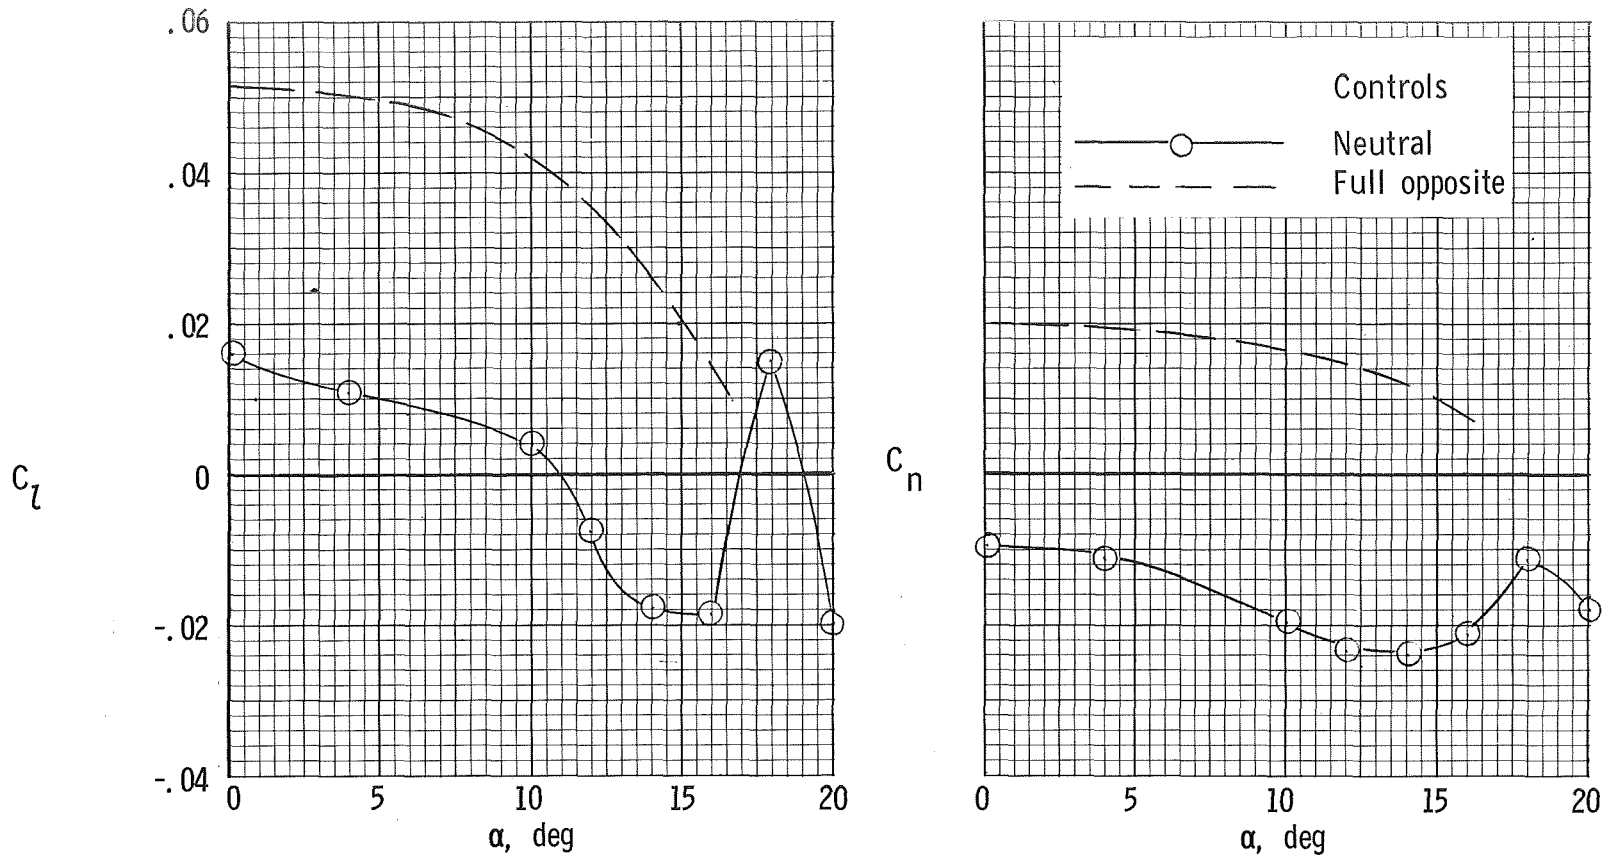 .06
.04
.02
0
-.02
-.04
C_l
0 5 10 15 20
α, deg
Controls
Neutral
Full opposite
C_n
0 5 10 15 20
α, deg